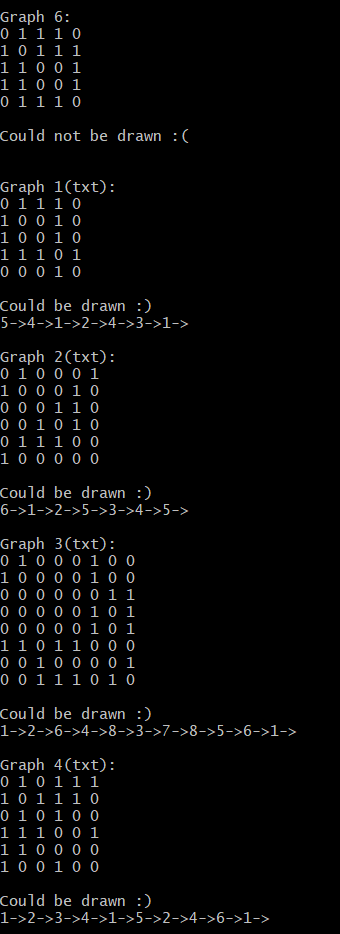 Graph 6:
0 1 1 1 0
1 0 1 1 1
1 1 0 0 1
1 1 0 0 1
0 1 1 1 0
Could not be drawn :(
Graph 1(txt):
0 1 1 1 0
1 0 0 1 0
1 0 0 1 0
1 1 1 0 1
0 0 0 1 0
Could be drawn :)
5->4->1->2->4->3->1->
Graph 2(txt):
0 1 0 0 0 1
1 0 0 0 1 0
0 0 0 1 1 0
0 0 1 0 1 0
0 1 1 1 0 0
1 0 0 0 0 0
Could be drawn :)
6->1->2->5->3->4->5->
Graph 3(txt):
0 1 0 0 0 1 0 0
1 0 0 0 0 1 0 0
0 0 0 0 0 0 1 1
0 0 0 0 0 1 0 1
0 0 0 0 0 1 0 1
1 1 0 1 1 0 0 0
0 0 1 0 0 0 0 1
0 0 1 1 1 0 1 0
Could be drawn :)
1->2->6->4->8->3->7->8->5->6->1->
Graph 4(txt):
0 1 0 1 1 1
1 0 1 1 1 0
0 1 0 1 0 0
1 1 1 0 0 1
1 1 0 0 0 0
1 0 0 1 0 0
Could be drawn :)
1->2->3->4->1->5->2->4->6->1->